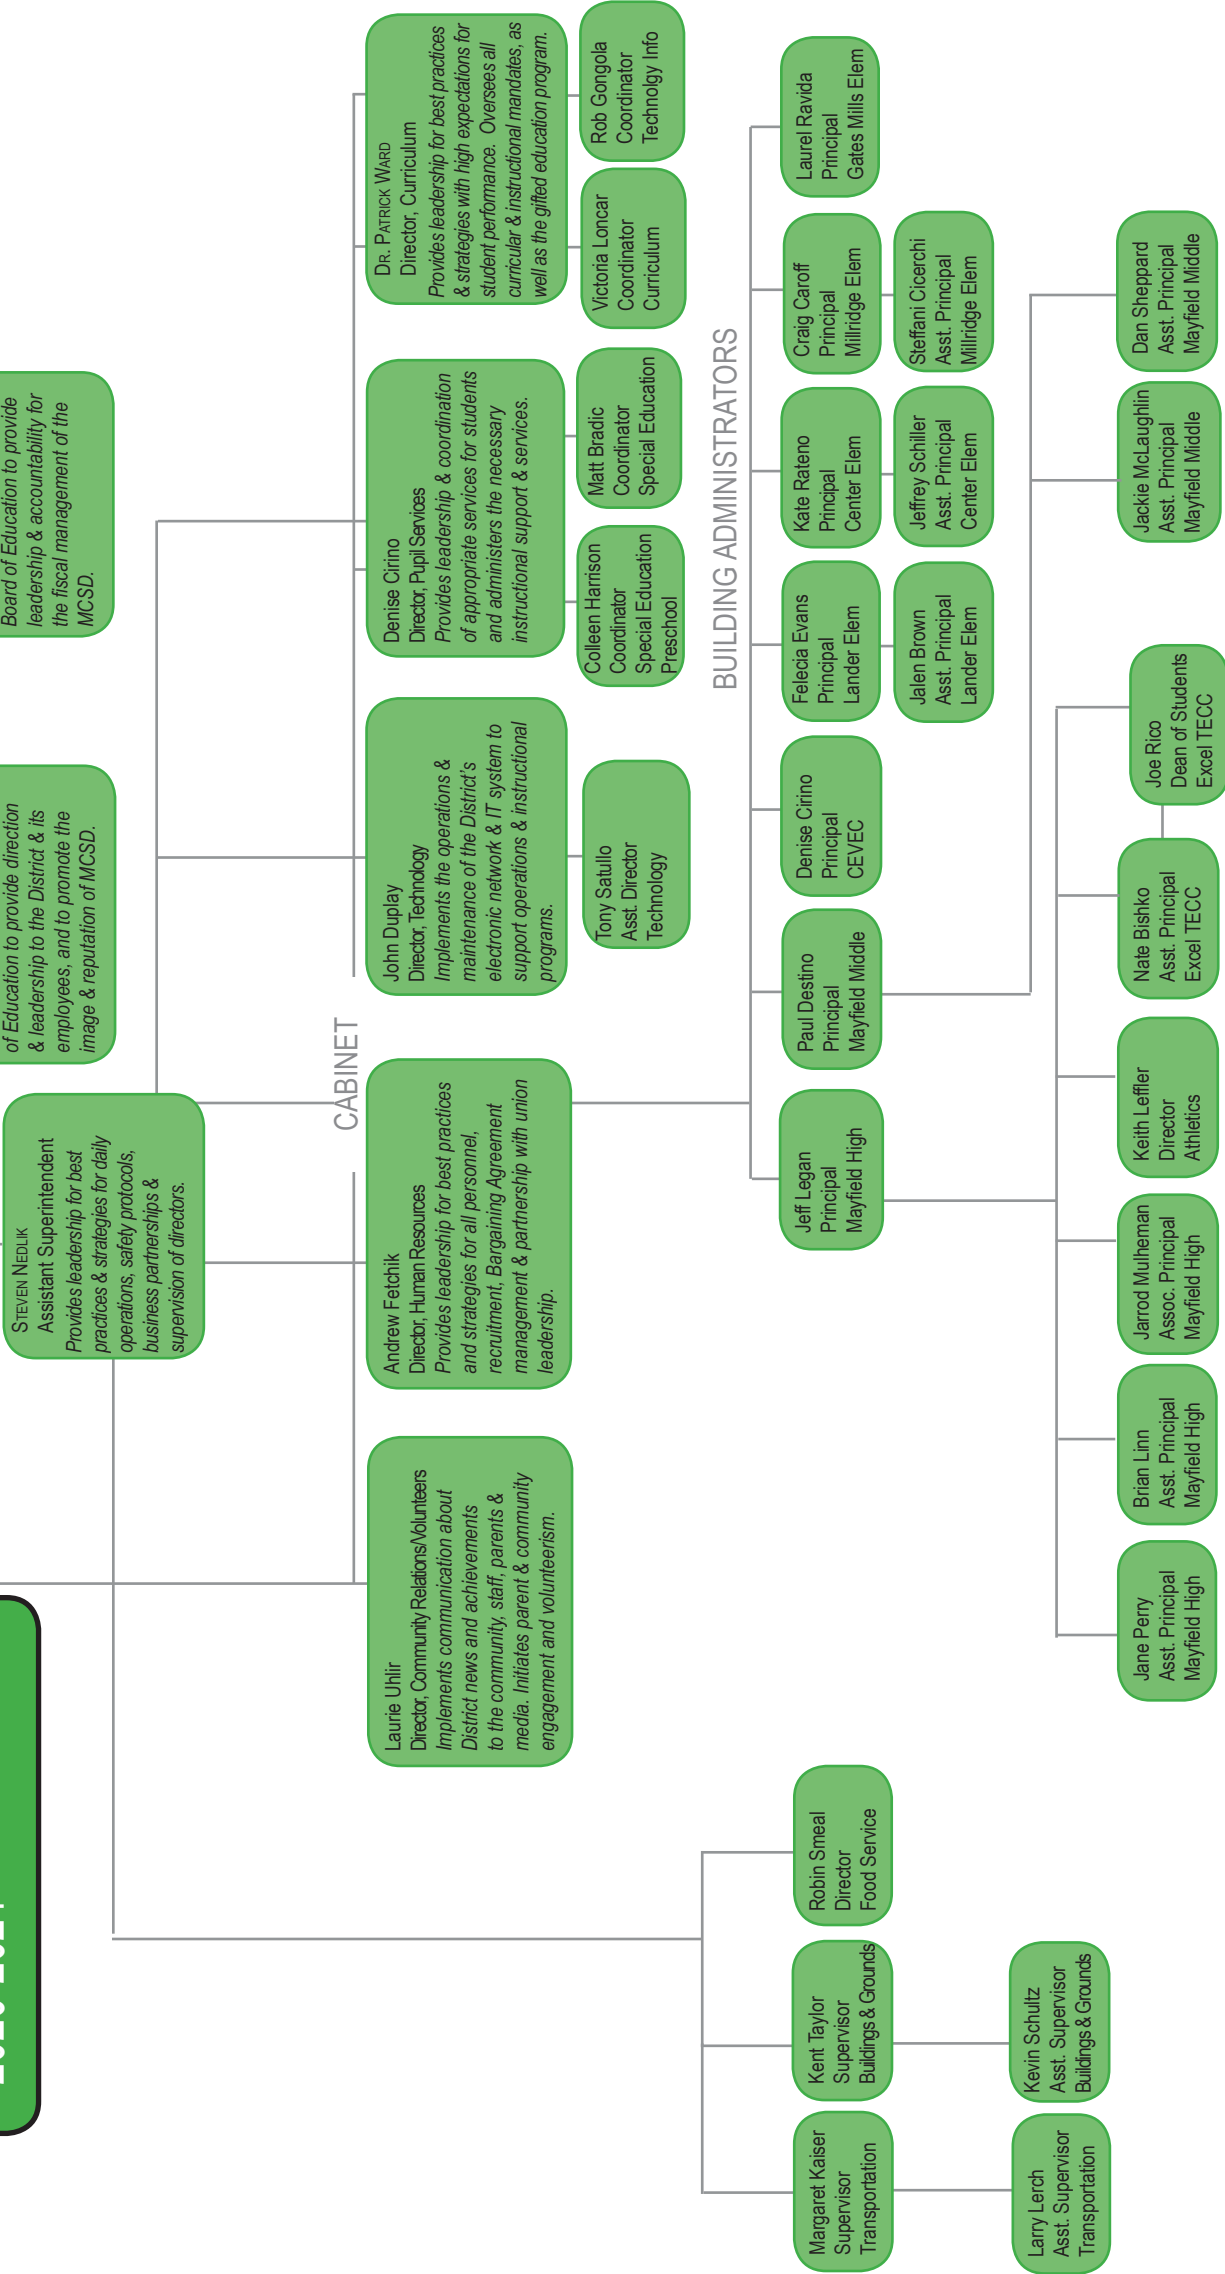 of Education to provide direction
& leadership to the District & its
employees, and to promote the
image & reputation of MCSD.
Board of Education to provide
leadership & accountability for
the fiscal management of the
MCSD.
STEVEN NEDLIK
Assistant Superintendent
Provides leadership for best
practices & strategies for daily
operations, safety protocols,
business partnerships &
supervision of directors.
CABINET
Laurie Uhlir
Director, Community Relations/Volunteers
Implements communication about
District news and achievements
to the community, staff, parents &
media. Initiates parent & community
engagement and volunteerism.
Andrew Fetchik
Director, Human Resources
Provides leadership for best practices
and strategies for all personnel,
recruitment, Bargaining Agreement
management & partnership with union
leadership.
John Duplay
Director, Technology
Implements the operations &
maintenance of the District's
electronic network & IT system to
support operations & instructional
programs.
Denise Cirino
Director, Pupil Services
Provides leadership & coordination
of appropriate services for students
and administers the necessary
instructional support & services.
DR. PATRICK WARD
Director, Curriculum
Provides leadership for best practices
& strategies with high expectations for
student performance. Oversees all
curricular & instructional mandates, as
well as the gifted education program.
Tony Satullo
Asst. Director
Technology
Colleen Harrison
Coordinator
Special Education
Preschool
Matt Bradic
Coordinator
Special Education
Victoria Loncar
Coordinator
Curriculum
Rob Gongola
Coordinator
Technolgy Info
BUILDING ADMINISTRATORS
Margaret Kaiser
Supervisor
Transportation
Kent Taylor
Supervisor
Buildings & Grounds
Robin Smeal
Director
Food Service
Jeff Legan
Principal
Mayfield High
Paul Destino
Principal
Mayfield Middle
Denise Cirino
Principal
CEVEC
Felecia Evans
Principal
Lander Elem
Kate Rateno
Principal
Center Elem
Craig Caroff
Principal
Millridge Elem
Laurel Ravida
Principal
Gates Mills Elem
Jalen Brown
Asst. Principal
Lander Elem
Jeffrey Schiller
Asst. Principal
Center Elem
Steffani Cicerchi
Asst. Principal
Millridge Elem
Larry Lerch
Asst. Supervisor
Transportation
Kevin Schultz
Asst. Supervisor
Buildings & Grounds
Jane Perry
Asst. Principal
Mayfield High
Brian Linn
Asst. Principal
Mayfield High
Jarrod Mulheman
Assoc. Principal
Mayfield High
Keith Leffler
Director
Athletics
Nate Bishko
Asst. Principal
Excel TECC
Joe Rico
Dean of Students
Excel TECC
Jackie McLaughlin
Asst. Principal
Mayfield Middle
Dan Sheppard
Asst. Principal
Mayfield Middle